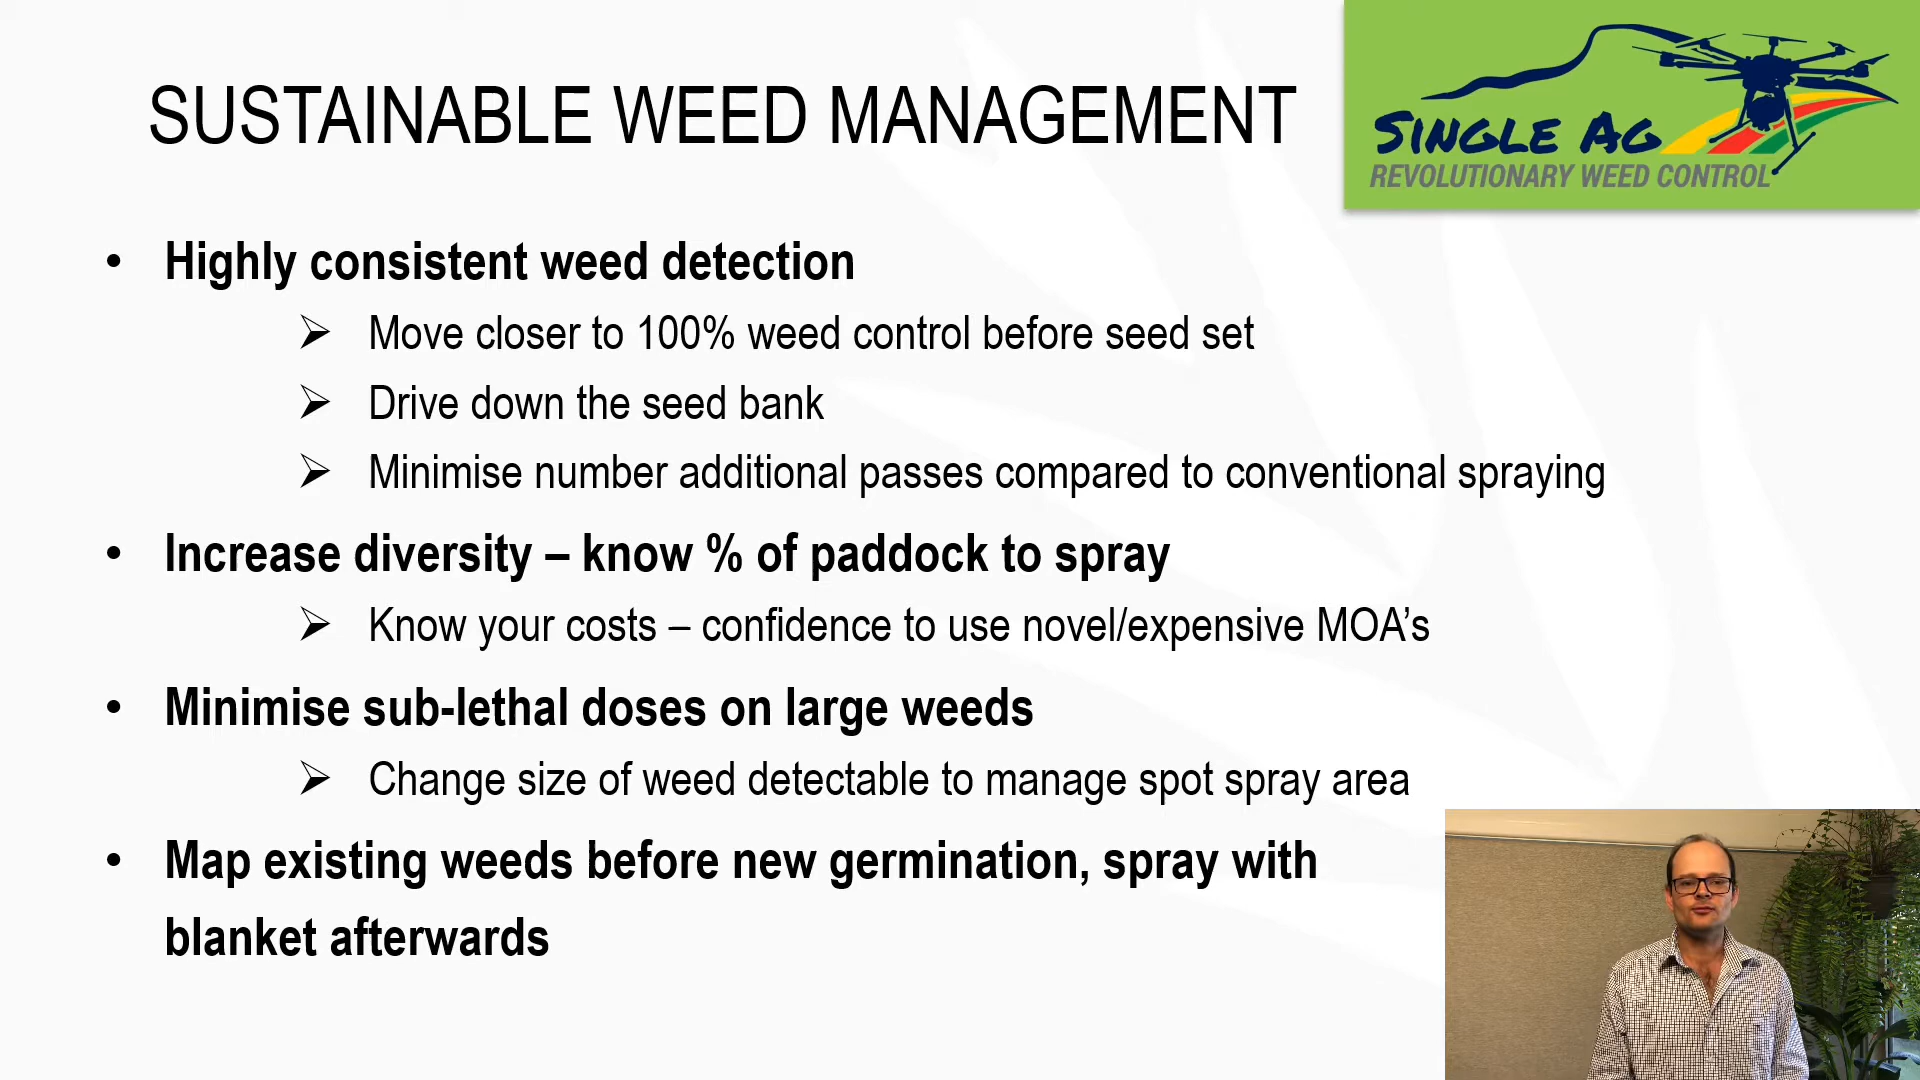 SUSTAINABLE WEED MANAGEMENT
SINGLE AG
REVOLUTIONARY WEED CONTROL
• Highly consistent weed detection
➢ Move closer to 100% weed control before seed set
➢ Drive down the seed bank
➢ Minimise number additional passes compared to conventional spraying
• Increase diversity – know % of paddock to spray
➢ Know your costs – confidence to use novel/expensive MOA’s
• Minimise sub-lethal doses on large weeds
➢ Change size of weed detectable to manage spot spray area
• Map existing weeds before new germination, spray with
blanket afterwards